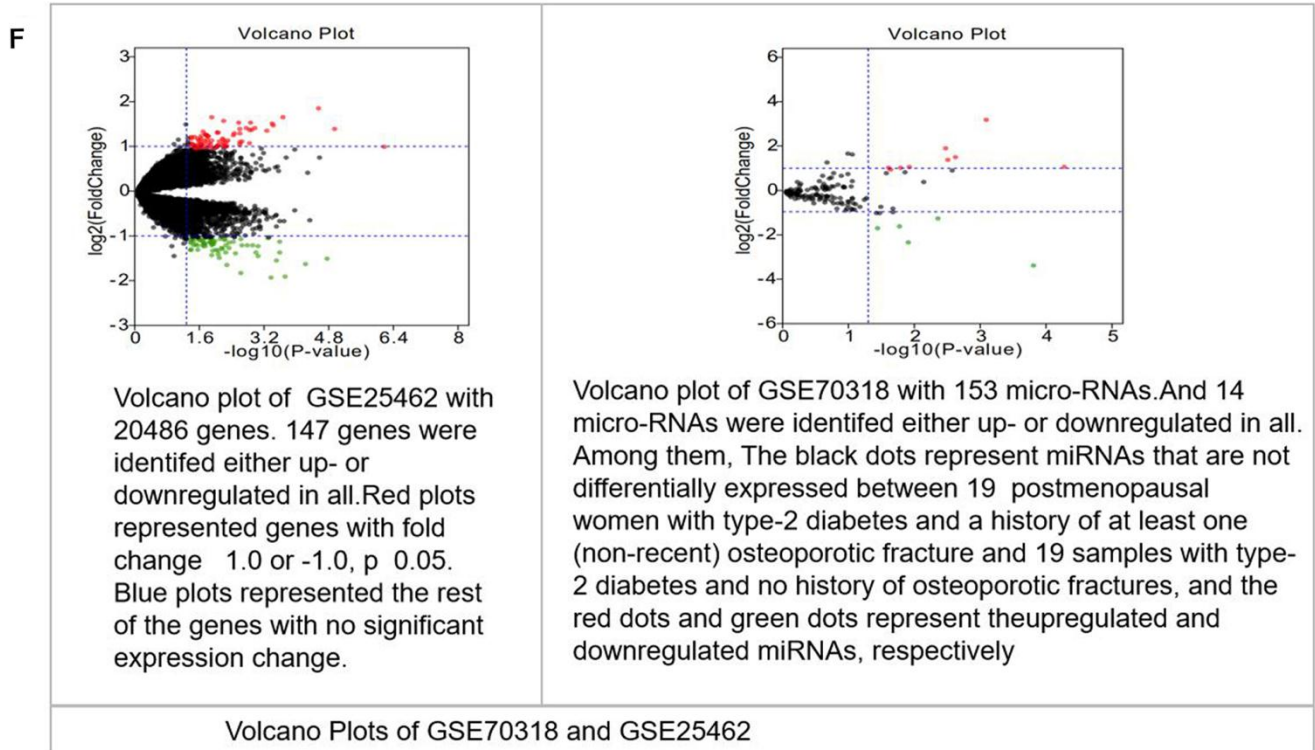 F
Volcano Plot
3
2
1
0
-1
-2
-3
log2(FoldChange)
0 1.6 3.2 4.8 6.4 8
-log10(P-value)
Volcano plot of GSE25462 with
20486 genes. 147 genes were
identifed either up- or
downregulated in all.Red plots
represented genes with fold
change 1.0 or -1.0, p 0.05.
Blue plots represented the rest
of the genes with no significant
expression change.
Volcano Plot
6
4
2
0
-2
-4
-6
log2(FoldChange)
0 1 2 3 4 5
-log10(P-value)
Volcano plot of GSE70318 with 153 micro-RNAs.And 14
micro-RNAs were identifed either up- or downregulated in all.
Among them, The black dots represent miRNAs that are not
differentially expressed between 19 postmenopausal
women with type-2 diabetes and a history of at least one
(non-recent) osteoporotic fracture and 19 samples with type-
2 diabetes and no history of osteoporotic fractures, and the
red dots and green dots represent theupregulated and
downregulated miRNAs, respectively
Volcano Plots of GSE70318 and GSE25462